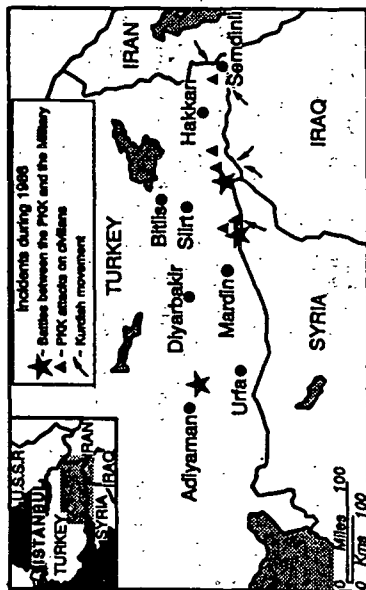 Incidents during 1986
- Battles between the PKK and the Military
- PKK attacks on civilians
- Kurdish movement
U.S.S.R
ISTANBUL
TURKEY
IRAN
SYRIA
IRAQ
TURKEY
IRAN
Bitlis
Diyarbakir
Siirt
Hakkari
Semdinli
Adiyaman
Mardin
Urfa
SYRIA
IRAQ
0 Miles 100
0 Kms 100